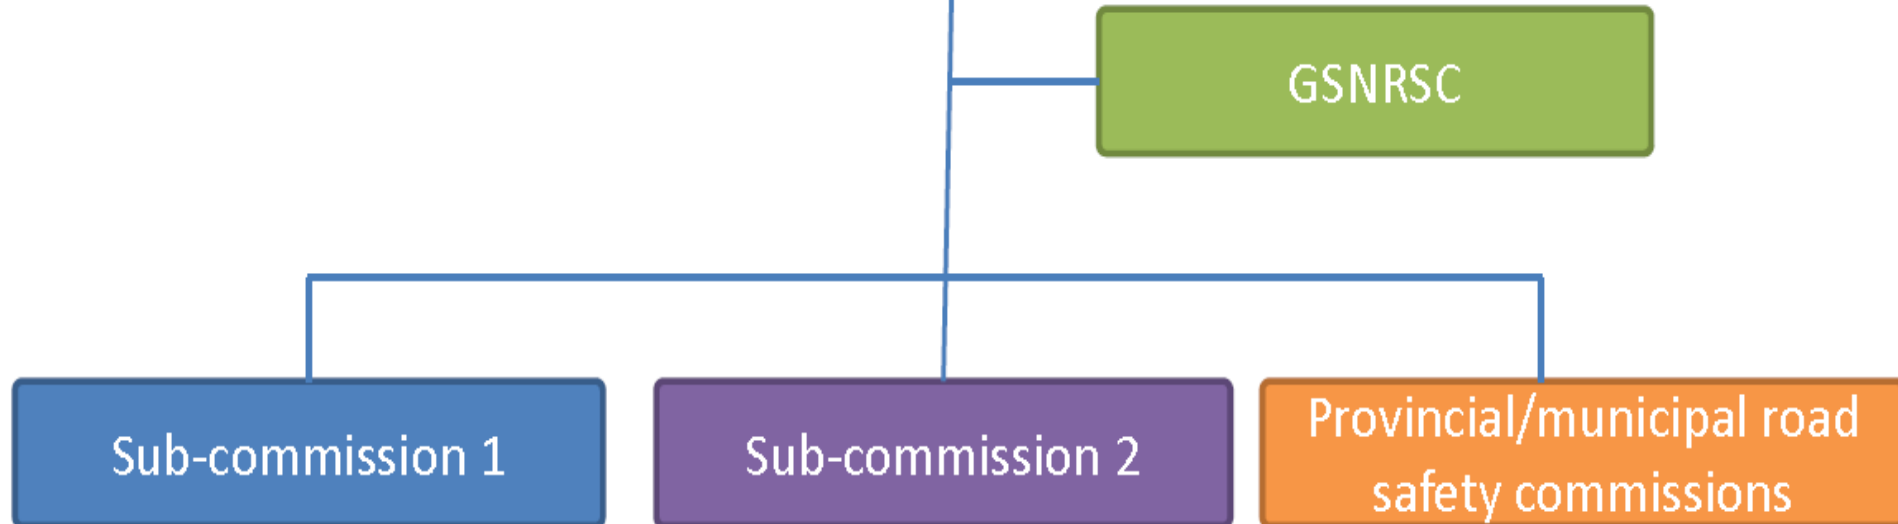 GSNRSC
Sub-commission 1
Sub-commission 2
Provincial/municipal road
safety commissions